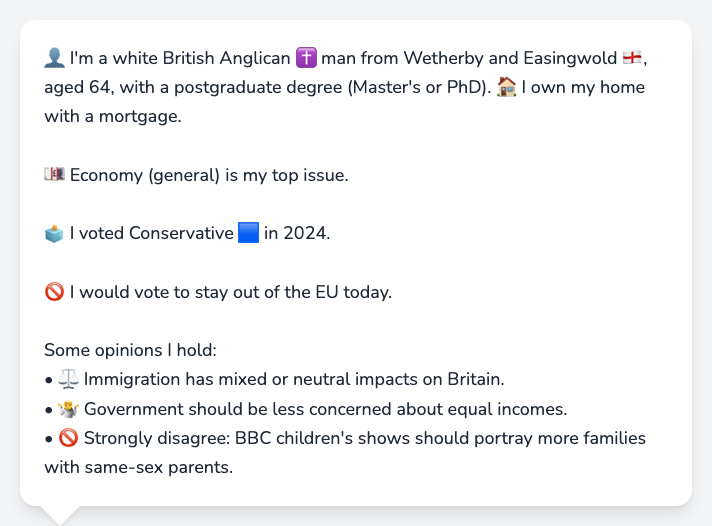 👤 I'm a white British Anglican ✝️ man from Wetherby and Easingwold 🏴󠁧󠁢󠁥󠁮󠁧󠁿,
aged 64, with a postgraduate degree (Master's or PhD). 🏠 I own my home
with a mortgage.
💷 Economy (general) is my top issue.
🗳️ I voted Conservative 🟦 in 2024.
🚫 I would vote to stay out of the EU today.
Some opinions I hold:
• ⚖️ Immigration has mixed or neutral impacts on Britain.
• 🤷 Government should be less concerned about equal incomes.
• 🚫 Strongly disagree: BBC children's shows should portray more families
with same-sex parents.